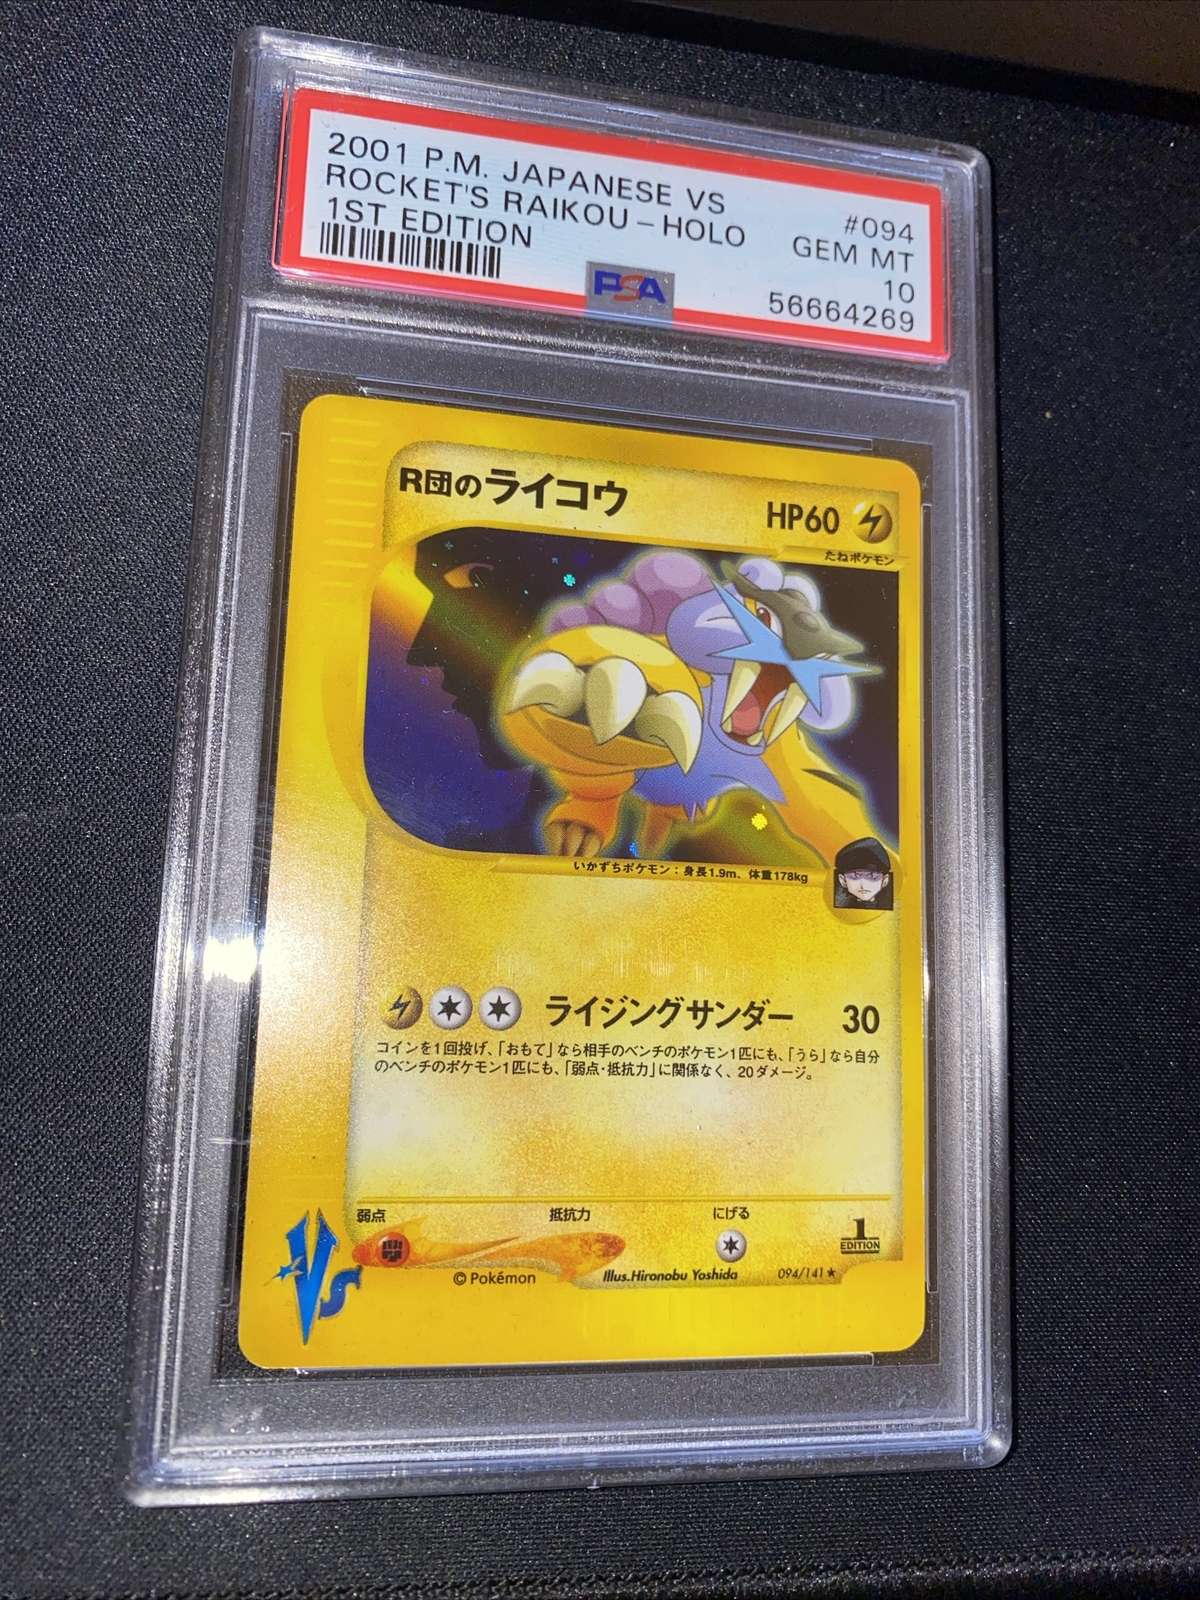 2001 P.M. JAPANESE VS
ROCKET'S RAIKOU-HOLO
1ST EDITION
#094
GEM MT
10
56664269
PSA
R団のライコウ
HP60
たねポケモン
いかずちポケモン：身長1.9m、体重178kg
ライジングサンダー 30
コインを1回投げ、「おもて」なら相手のベンチのポケモン1匹にも、「うら」なら自分
のベンチのポケモン1匹にも、「弱点・抵抗力」に関係なく、20ダメージ。
弱点 抵抗力 にげる
1
EDITION
VS
© Pokémon Illus.Hironobu Yoshida 094/141★